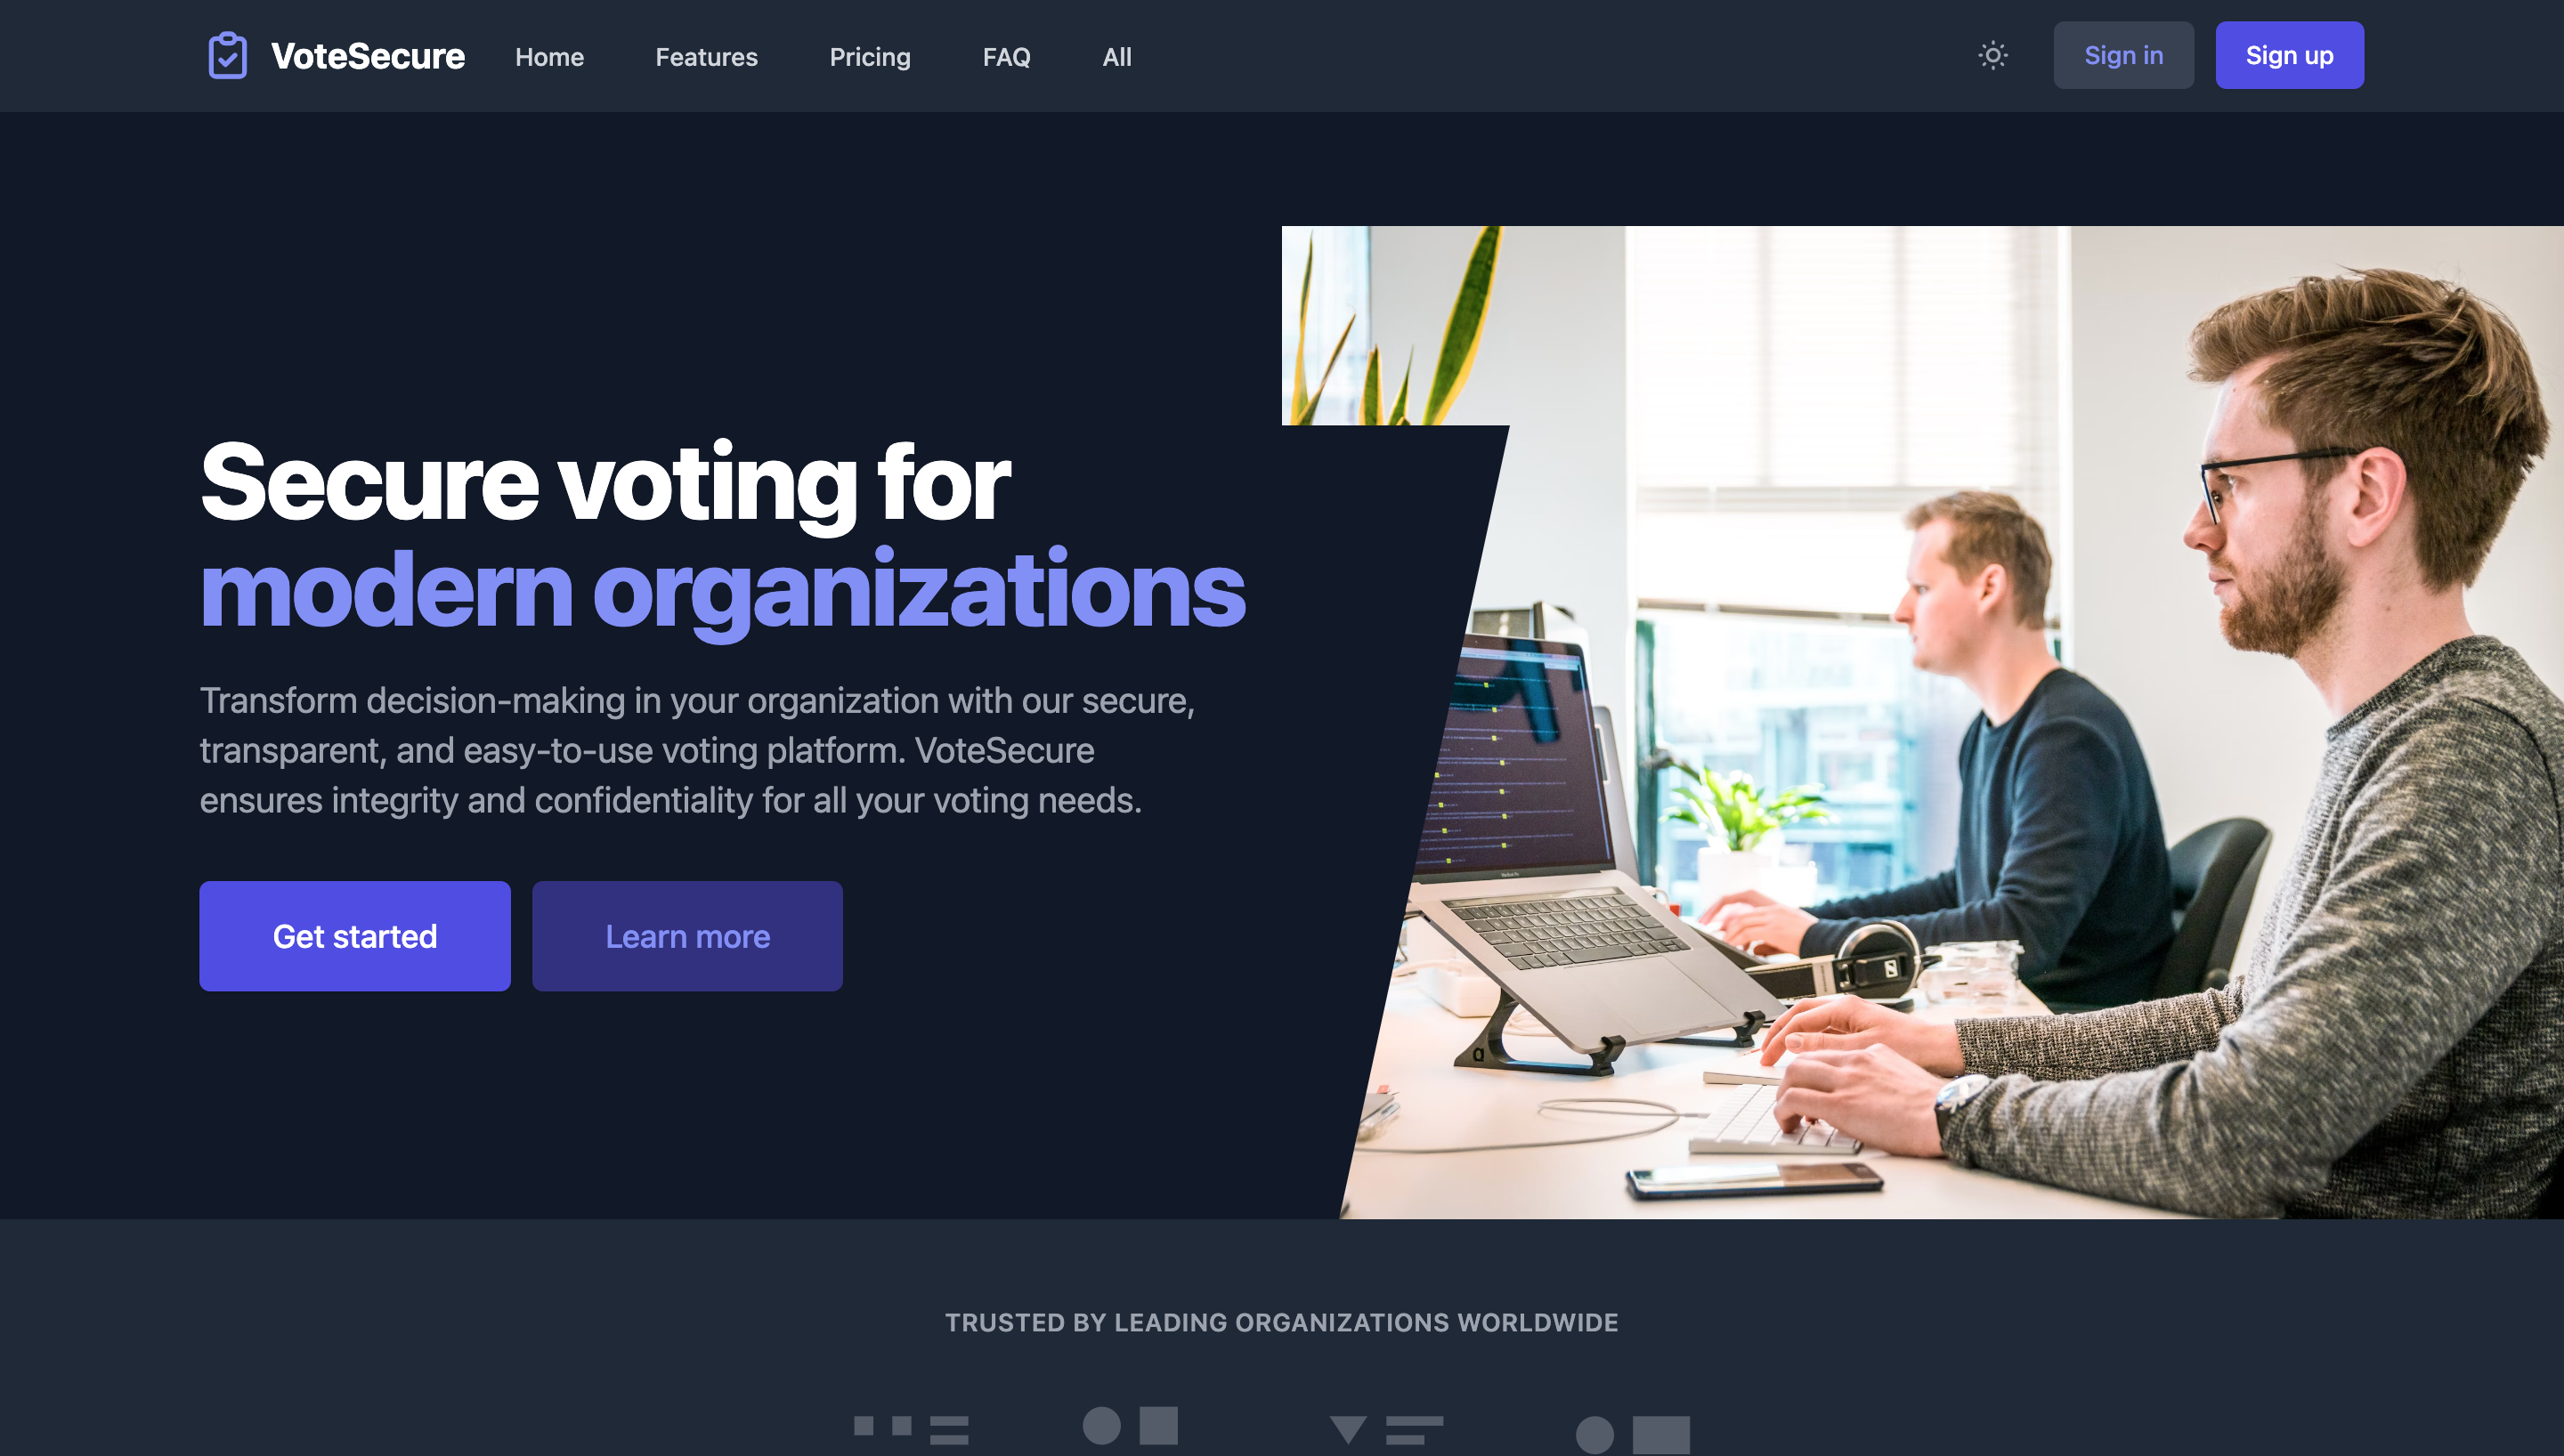 VoteSecure
Home
Features
Pricing
FAQ
All
Sign in
Sign up
Secure voting for
modern organizations
Transform decision-making in your organization with our secure,
transparent, and easy-to-use voting platform. VoteSecure
ensures integrity and confidentiality for all your voting needs.
Get started
Learn more
TRUSTED BY LEADING ORGANIZATIONS WORLDWIDE